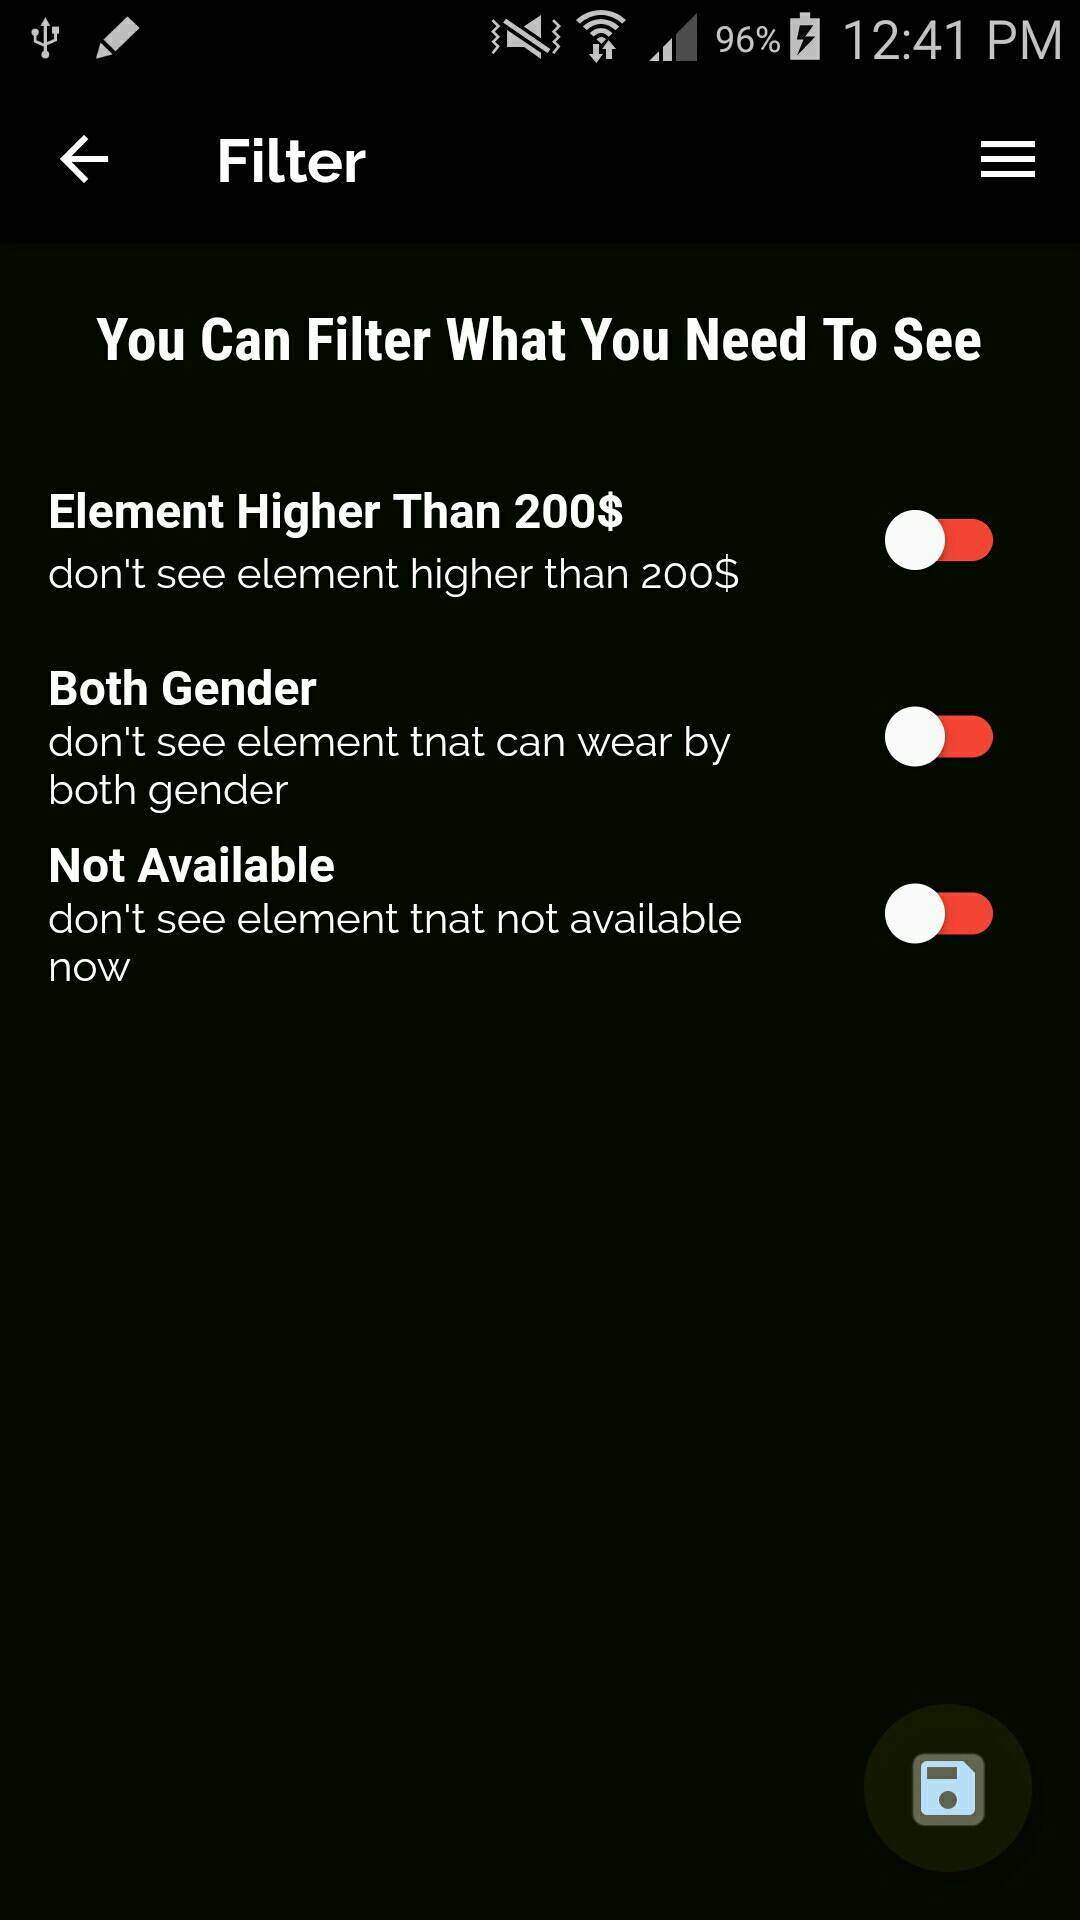 96% 12:41 PM
Filter
You Can Filter What You Need To See
Element Higher Than 200$
don't see element higher than 200$
Both Gender
don't see element tnat can wear by
both gender
Not Available
don't see element tnat not available
now